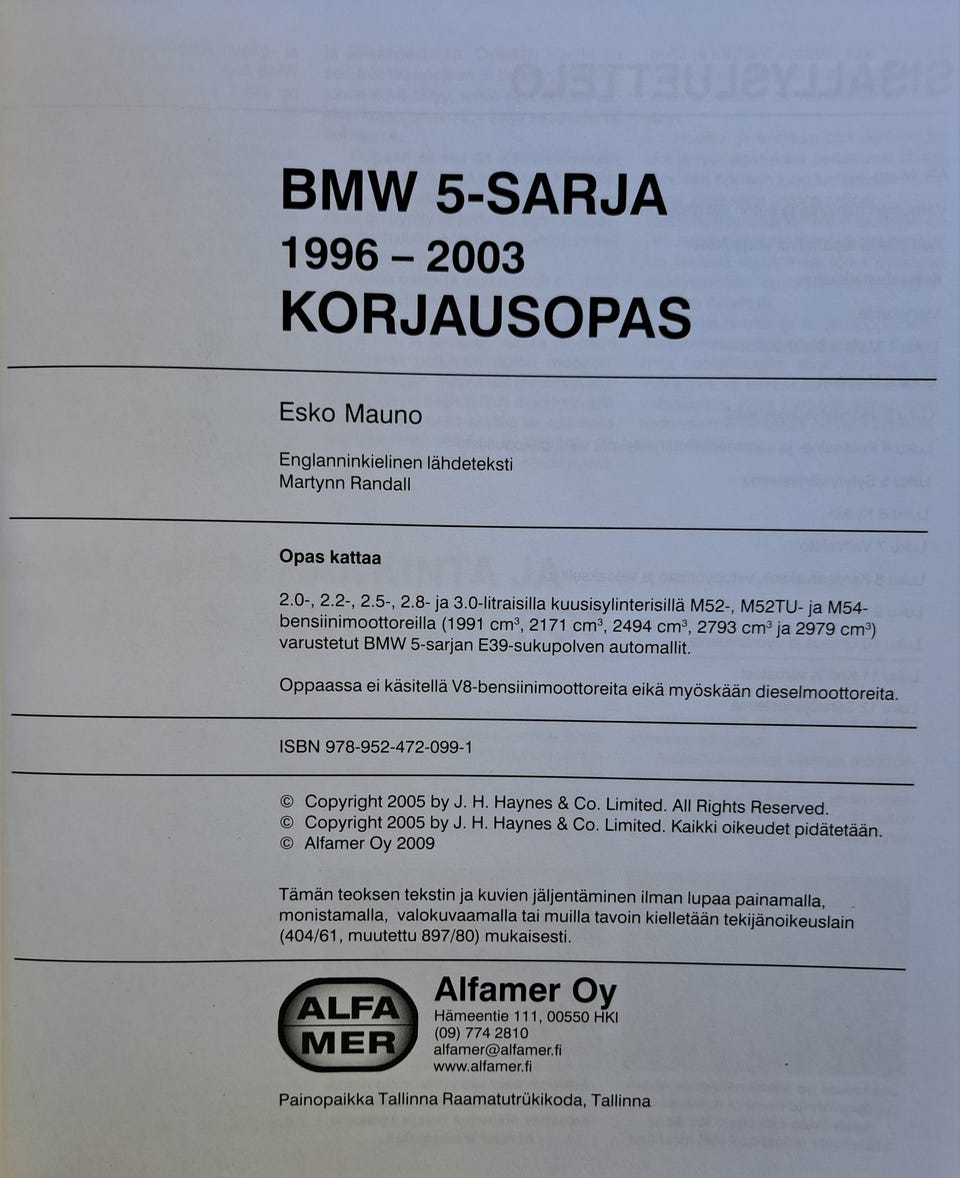 BMW 5-SARJA
1996 – 2003
KORJAUSOPAS
Esko Mauno
Englanninkielinen lähdeteksti
Martynn Randall
Opas kattaa
2.0-, 2.2-, 2.5-, 2.8- ja 3.0-litraisilla kuusisylinterisillä M52-, M52TU- ja M54-
bensiinimoottoreilla (1991 cm³, 2171 cm³, 2494 cm³, 2793 cm³ ja 2979 cm³)
varustetut BMW 5-sarjan E39-sukupolven automallit.
Oppaassa ei käsitellä V8-bensiinimoottoreita eikä myöskään dieselmoottoreita.
ISBN 978-952-472-099-1
© Copyright 2005 by J. H. Haynes & Co. Limited. All Rights Reserved.
© Copyright 2005 by J. H. Haynes & Co. Limited. Kaikki oikeudet pidätetään.
© Alfamer Oy 2009
Tämän teoksen tekstin ja kuvien jäljentäminen ilman lupaa painamalla,
monistamalla, valokuvaamalla tai muilla tavoin kielletään tekijänoikeuslain
(404/61, muutettu 897/80) mukaisesti.
ALFA
MER
Alfamer Oy
Hämeentie 111, 00550 HKI
(09) 774 2810
alfamer@alfamer.fi
www.alfamer.fi
Painopaikka Tallinna Raamatutrükikoda, Tallinna